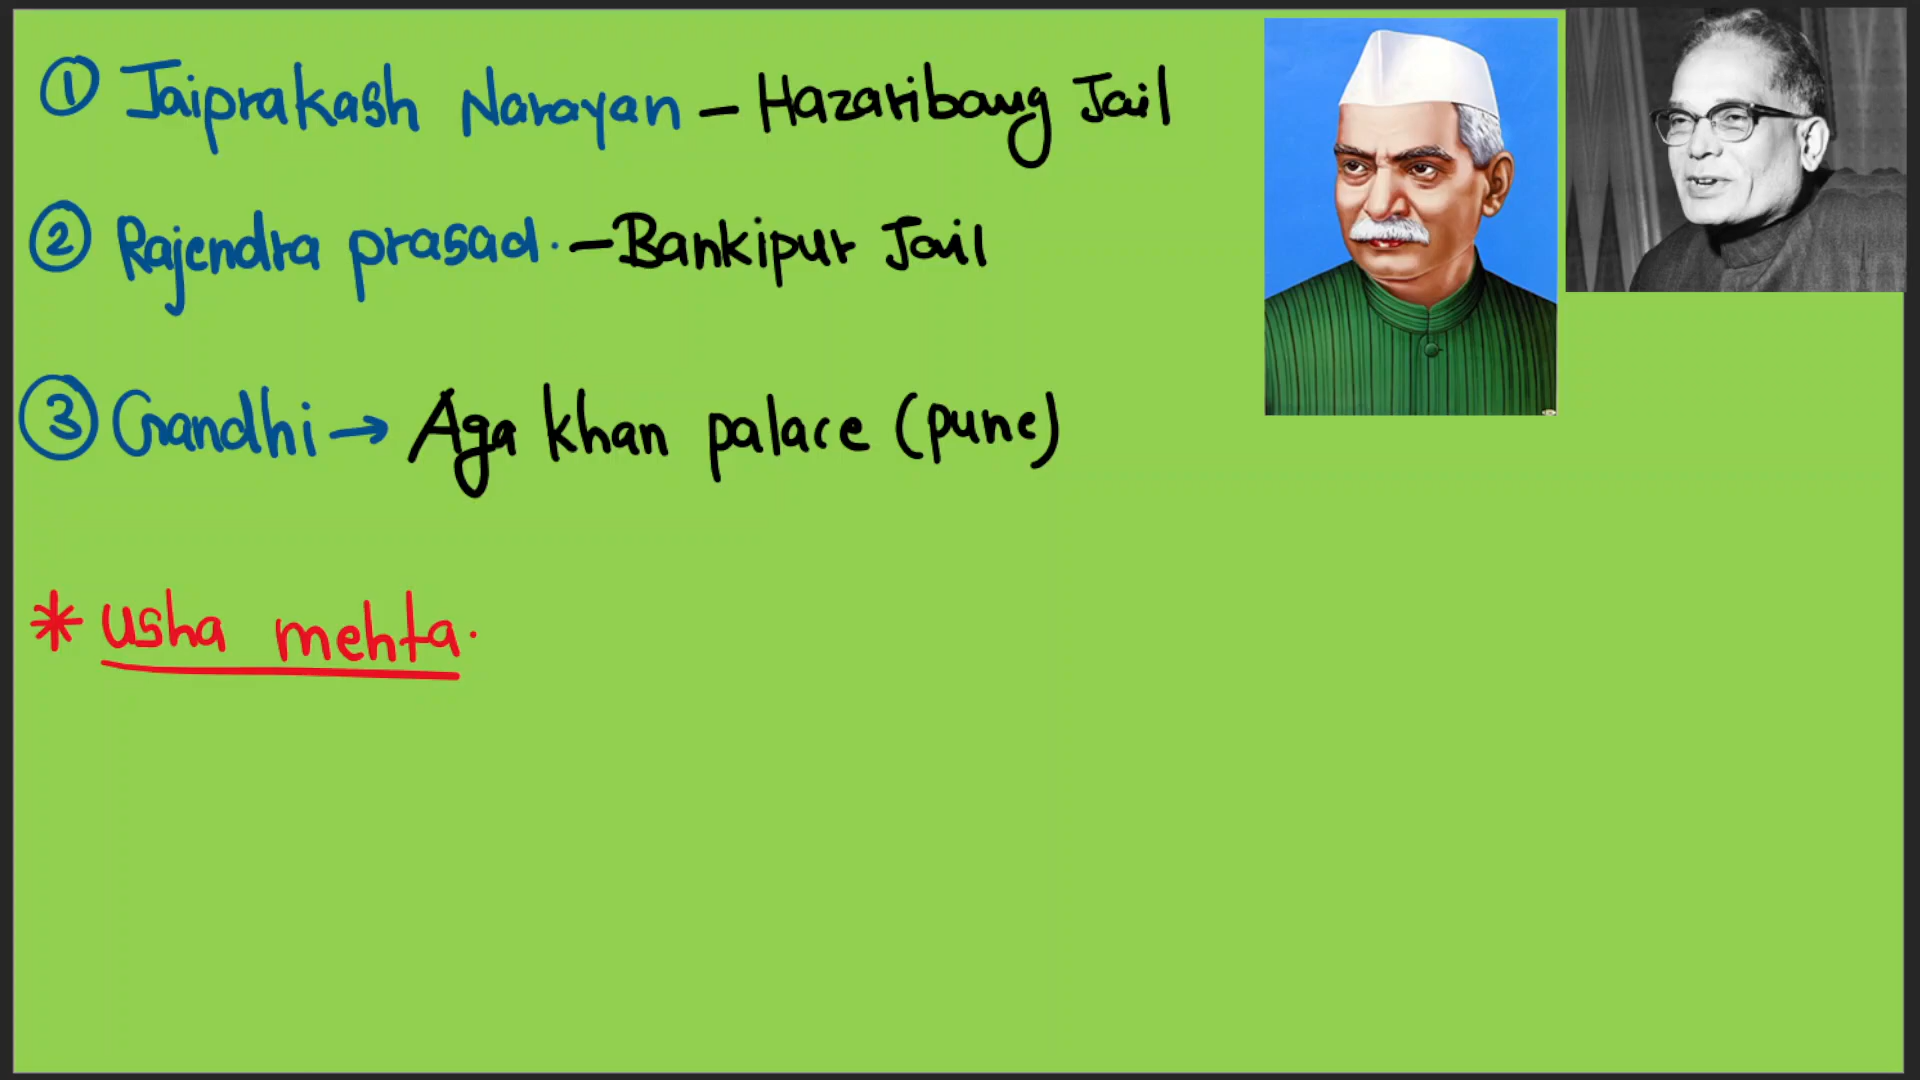 ① Jaiprakash Narayan - Hazaribaug Jail
② Rajendra prasad. - Bankipur Jail
③ Gandhi → Aga khan palace (pune)
* usha mehta.